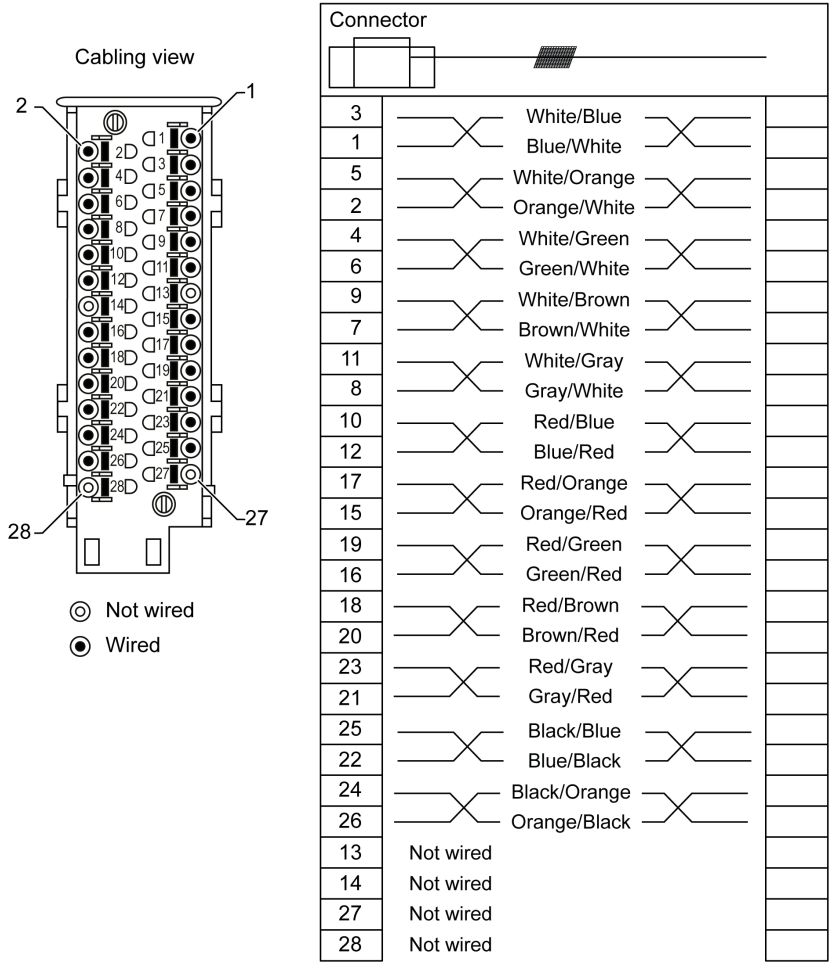 Connector
Cabling view
2
1
1
2
3
4
5
6
7
8
9
10
11
12
13
14
15
16
17
18
19
20
21
22
23
24
25
26
27
28
28
27
Not wired
Wired
3 White/Blue
1 Blue/White
5 White/Orange
2 Orange/White
4 White/Green
6 Green/White
9 White/Brown
7 Brown/White
11 White/Gray
8 Gray/White
10 Red/Blue
12 Blue/Red
17 Red/Orange
15 Orange/Red
19 Red/Green
16 Green/Red
18 Red/Brown
20 Brown/Red
23 Red/Gray
21 Gray/Red
25 Black/Blue
22 Blue/Black
24 Black/Orange
26 Orange/Black
13 Not wired
14 Not wired
27 Not wired
28 Not wired